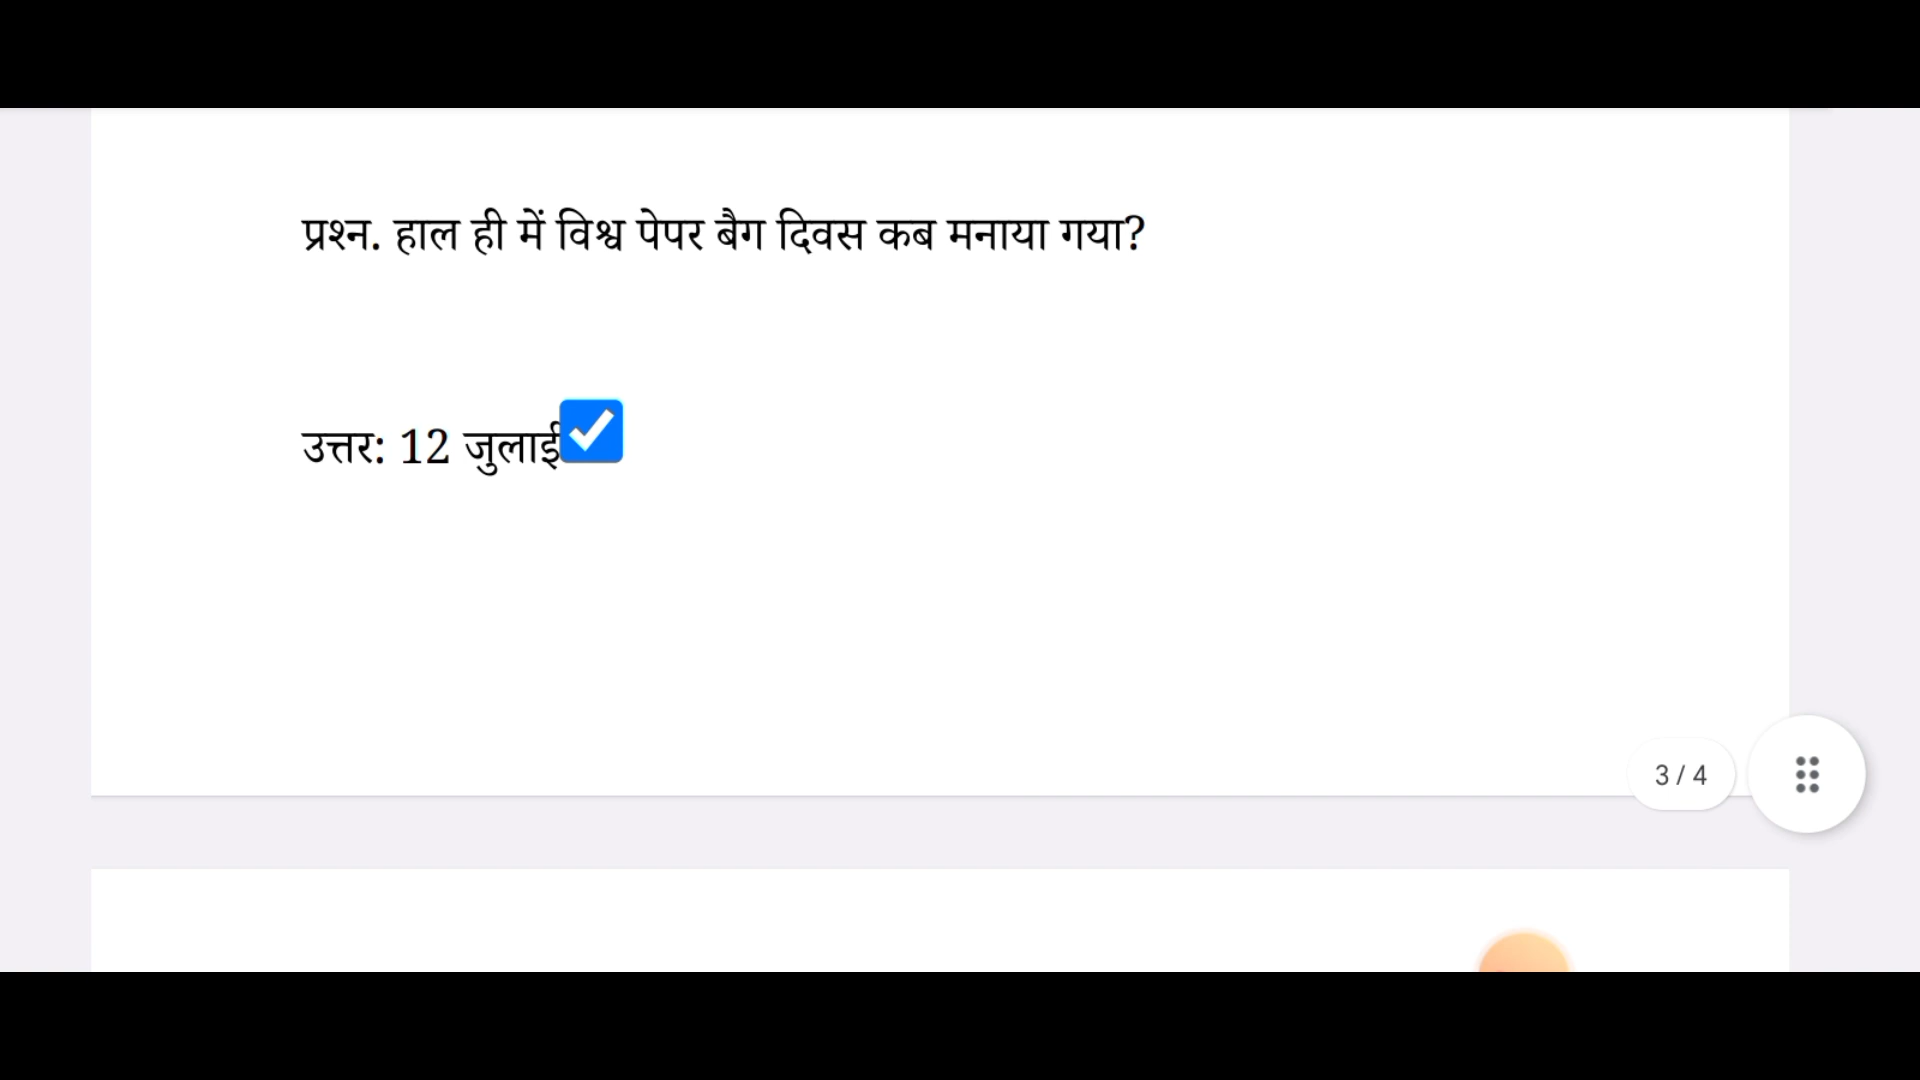 प्रश्न. हाल ही में विश्व पेपर बैग दिवस कब मनाया गया?
उत्तर: 12 जुलाई
3 / 4